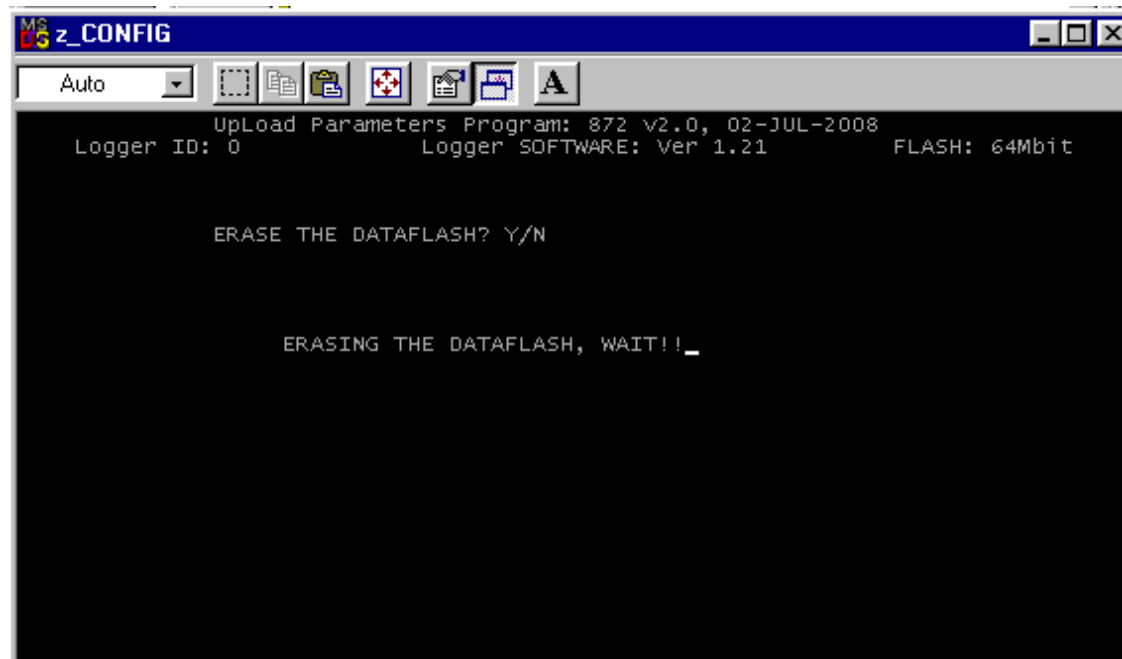 z_CONFIG
Auto
A
UpLoad Parameters Program: 872 v2.0, 02-JUL-2008
Logger ID: 0 Logger SOFTWARE: Ver 1.21 FLASH: 64Mbit
ERASE THE DATAFLASH? Y/N
ERASING THE DATAFLASH, WAIT!!_